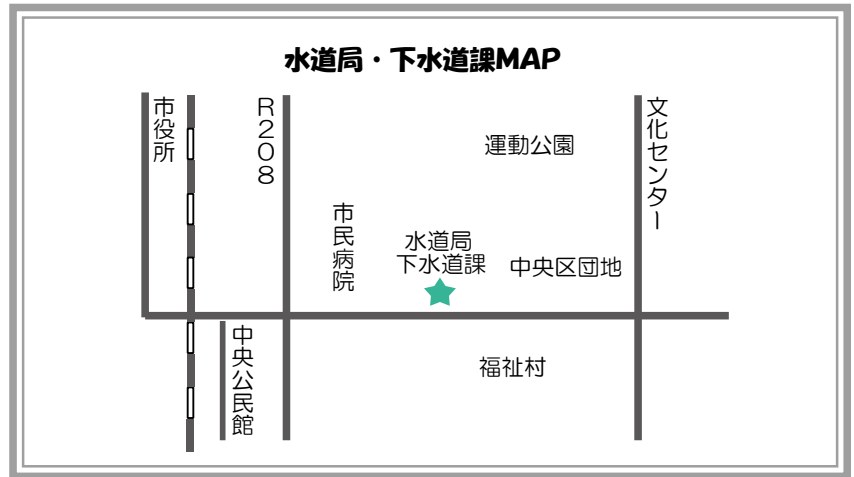 水道局・下水道課MAP
市役所
R208
文化センター
運動公園
市民病院
水道局
下水道課
中央区団地
中央公民館
福祉村